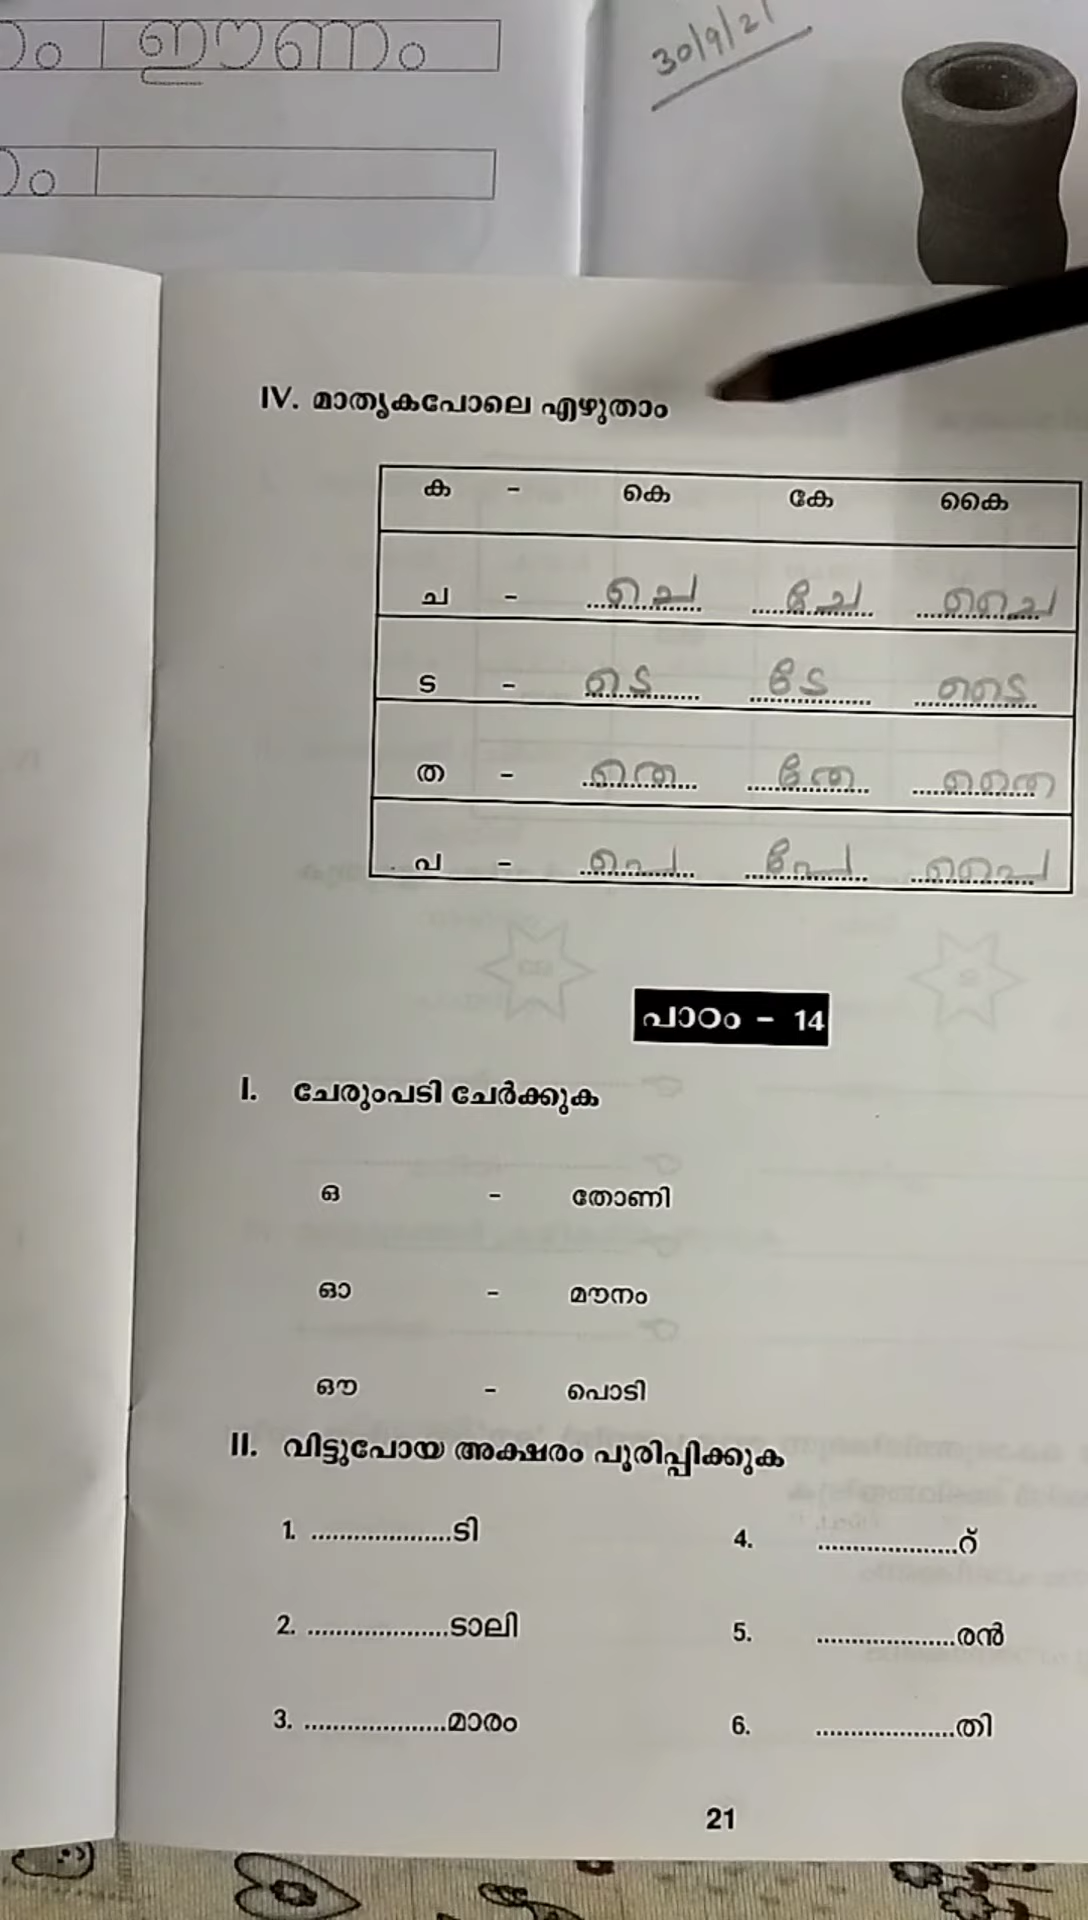 ഈണം
30/9/21
IV. മാതൃകപോലെ എഴുതാം
ക - കെ കേ കൈ
ച - ചെ ചേ ചൈ
ട - ടെ ടേ ടൈ
ത - തെ തേ തൈ
പ - പെ പേ പൈ
പാഠം - 14
I. ചേരുംപടി ചേർക്കുക
ഒ - തോണി
ഓ - മൗനം
ഔ - പൊടി
II. വിട്ടുപോയ അക്ഷരം പൂരിപ്പിക്കുക
1. ....................ടി 4. ....................റ്
2. ....................ടാലി 5. ....................രൻ
3. ....................മാരം 6. ....................തി
21